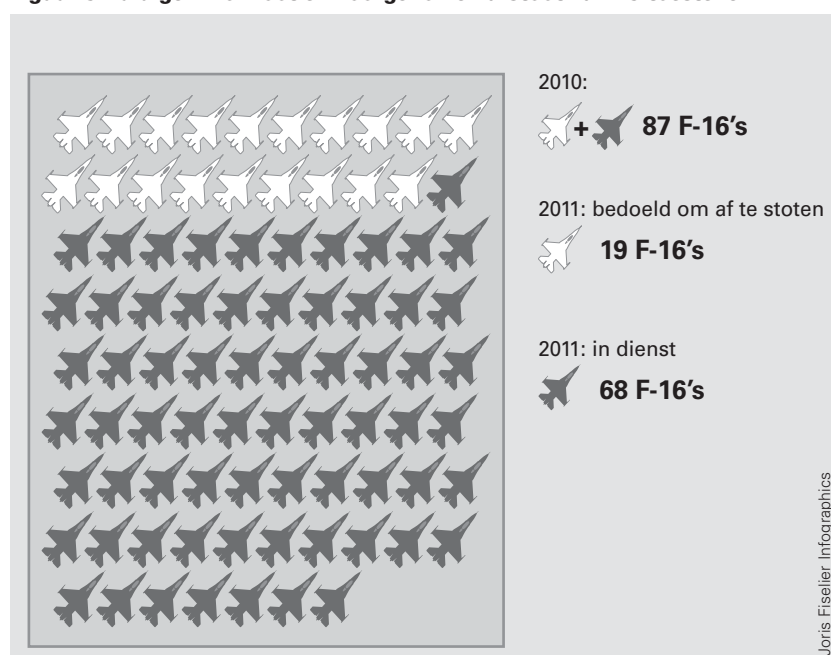 2010:
+ 87 F-16's
2011: bedoeld om af te stoten
19 F-16's
2011: in dienst
68 F-16's
Joris Fiselier Infographics